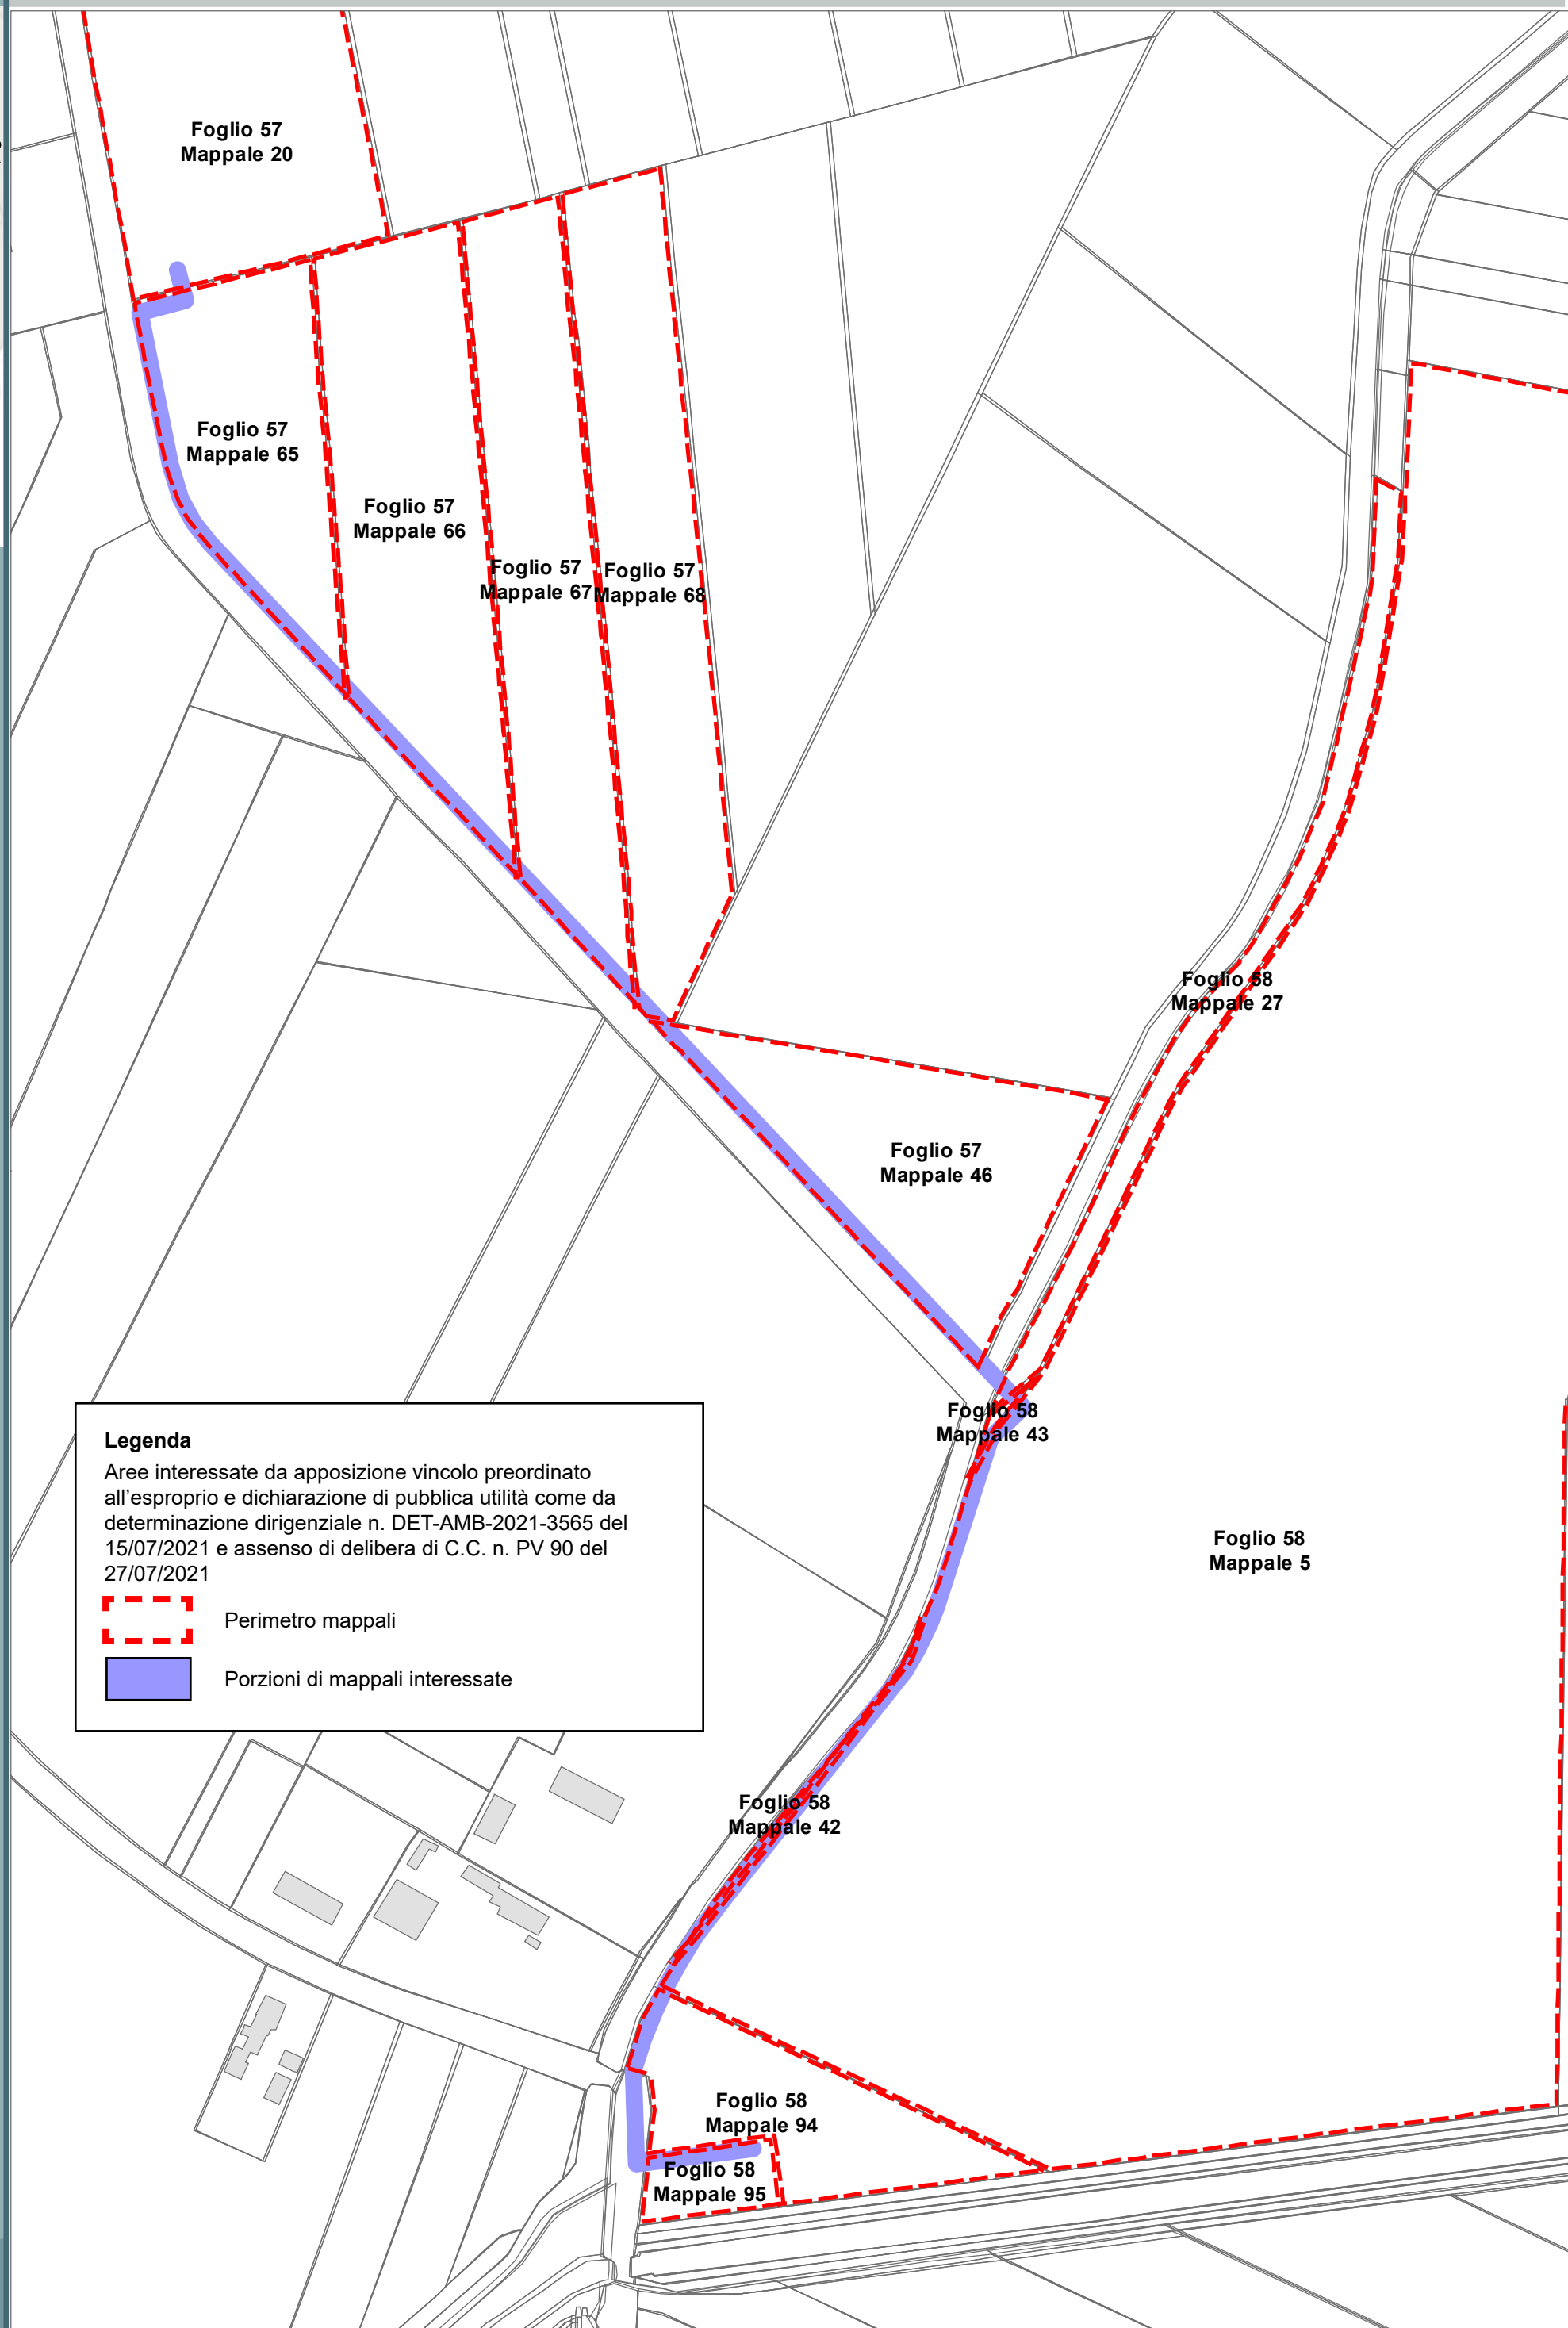 Foglio 57
Mappale 20
Foglio 57
Mappale 65
Foglio 57
Mappale 66
Foglio 57
Mappale 67
Foglio 57
Mappale 68
Foglio 58
Mappale 27
Foglio 57
Mappale 46
Foglio 58
Mappale 43
Legenda
Aree interessate da apposizione vincolo preordinato
all'esproprio e dichiarazione di pubblica utilità come da
determinazione dirigenziale n. DET-AMB-2021-3565 del
15/07/2021 e assenso di delibera di C.C. n. PV 90 del
27/07/2021
Perimetro mappali
Porzioni di mappali interessate
Foglio 58
Mappale 5
Foglio 58
Mappale 42
Foglio 58
Mappale 94
Foglio 58
Mappale 95